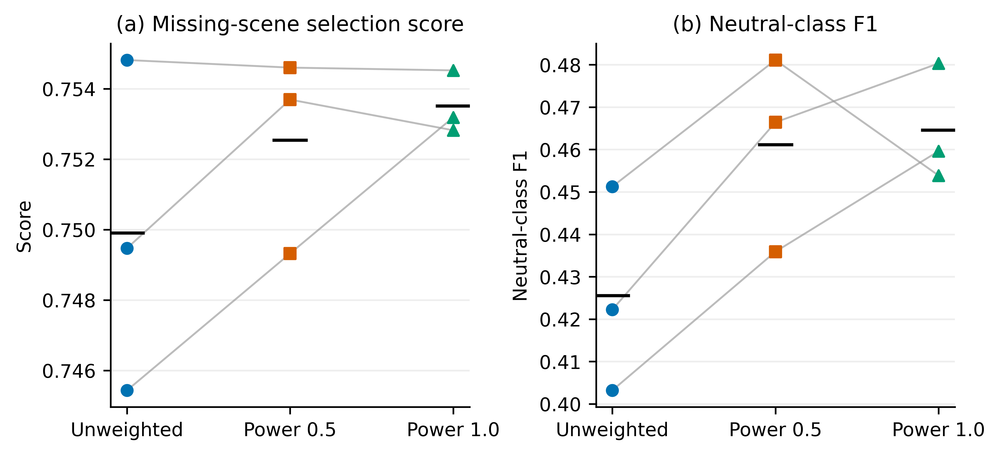 (a) Missing-scene selection score
Score
0.754
0.752
0.750
0.748
0.746
Unweighted
Power 0.5
Power 1.0
(b) Neutral-class F1
Neutral-class F1
0.48
0.47
0.46
0.45
0.44
0.43
0.42
0.41
0.40
Unweighted
Power 0.5
Power 1.0